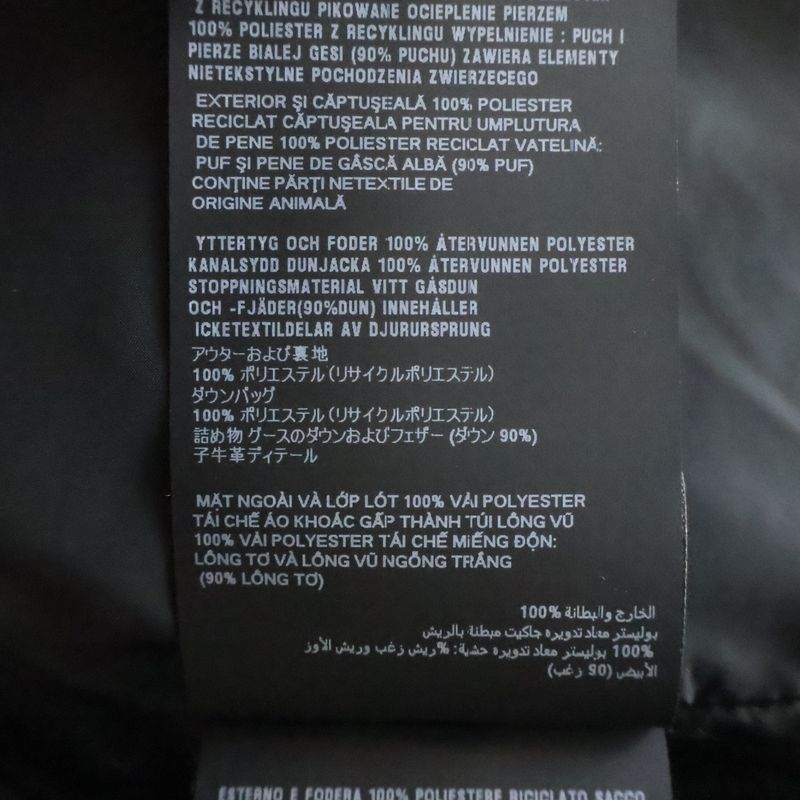 Z RECYKLINGU PIKOWANE OCIEPLENIE PIERZEM
100% POLIESTER Z RECYKLINGU WYPEŁNIENIE : PUCH I
PIERZE BIALEJ GESI (90% PUCHU) ZAWIERA ELEMENTY
NIETEKSTYLNE POCHODZENIA ZWIERZECEGO
EXTERIOR ŞI CĂPTUŞEALĂ 100% POLIESTER
RECICLAT CĂPTUŞEALA PENTRU UMPLUTURA
DE PENE 100% POLIESTER RECICLAT VATELINĂ:
PUF ŞI PENE DE GÂSCĂ ALBĂ (90% PUF)
CONŢINE PĂRŢI NETEXTILE DE
ORIGINE ANIMALĂ
YTTERTYG OCH FODER 100% ÅTERVUNNEN POLYESTER
KANALSYDD DUNJACKA 100% ÅTERVUNNEN POLYESTER
STOPPNINGSMATERIAL VITT GÅSDUN
OCH -FJÄDER(90%DUN) INNEHÅLLER
ICKETEXTILDELAR AV DJURURSPRUNG
アウターおよび裏地
100% ポリエステル(リサイクルポリエステル)
ダウンバッグ
100% ポリエステル(リサイクルポリエステル)
詰め物 グースのダウンおよびフェザー (ダウン 90%)
子牛革ディテール
MẶT NGOÀI VÀ LỚP LÓT 100% VẢI POLYESTER
TÁI CHẾ ÁO KHOÁC GẤP THÀNH TÚI LÔNG VŨ
100% VẢI POLYESTER TÁI CHẾ MIẾNG ĐỘN:
LÔNG TƠ VÀ LÔNG VŨ NGỖNG TRẮNG
(90% LÔNG TƠ)
الخارج والبطانة 100%
بوليستر معاد تدويره جاكيت مبطنة بالريش
100% بوليستر معاد تدويره حشية: %ريش زغب وريش الأوز
الأبيض (90 زغب)
ESTERNO E FODERA 100% POLIESTERE RICICLATO SACCO